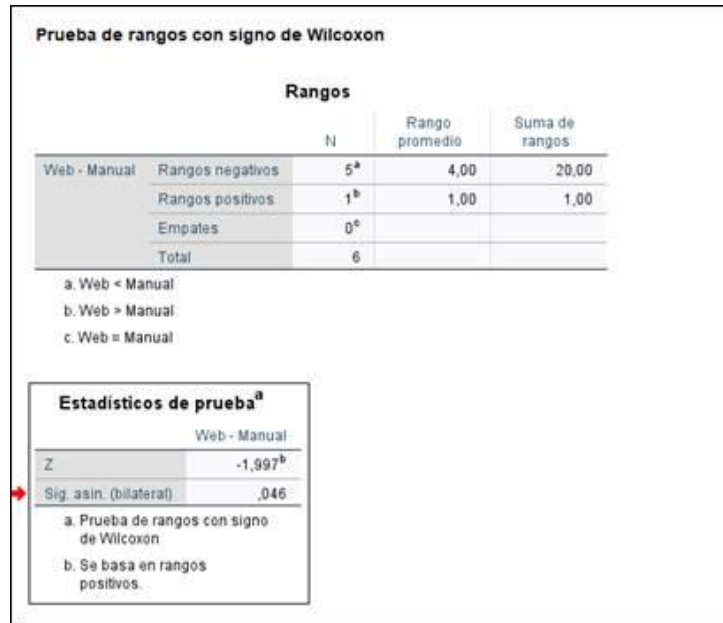 Prueba de rangos con signo de Wilcoxon
Rangos
N Rango promedio Suma de rangos
Web - Manual Rangos negativos 5a 4,00 20,00
Rangos positivos 1b 1,00 1,00
Empates 0c
Total 6
a. Web < Manual
b. Web > Manual
c. Web = Manual
Estadísticos de pruebaa
Web - Manual
Z -1,997b
Sig. asin. (bilateral) ,046
a. Prueba de rangos con signo
de Wilcoxon
b. Se basa en rangos
positivos.